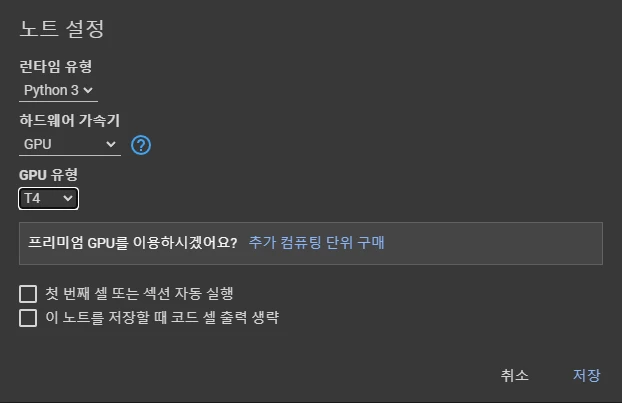 노트 설정
런타임 유형
Python 3
하드웨어 가속기
GPU
?
GPU 유형
T4
프리미엄 GPU를 이용하시겠어요? 추가 컴퓨팅 단위 구매
첫 번째 셀 또는 섹션 자동 실행
이 노트를 저장할 때 코드 셀 출력 생략
취소 저장